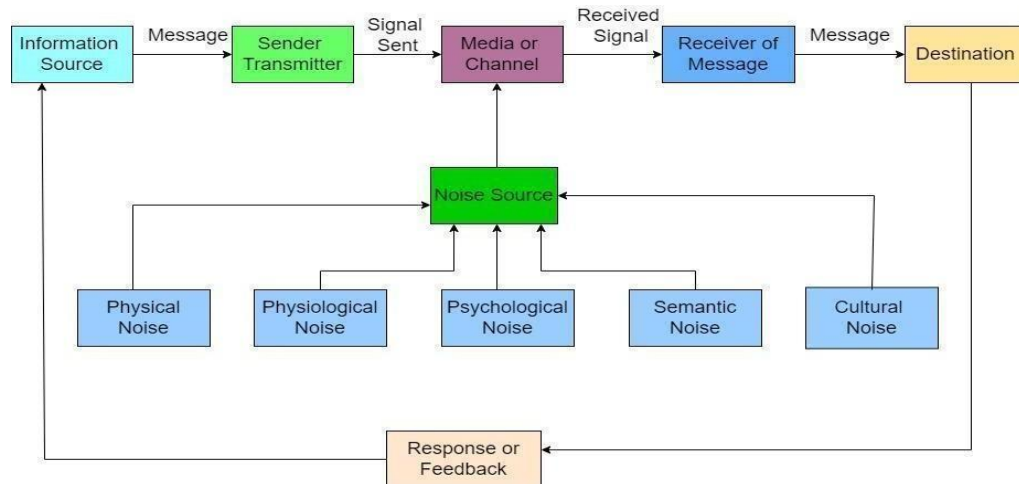 Information
Source
Message
Sender
Transmitter
Signal
Sent
Media or
Channel
Received
Signal
Receiver of
Message
Message
Destination
Noise Source
Physical
Noise
Physiological
Noise
Psychological
Noise
Semantic
Noise
Cultural
Noise
Response or
Feedback